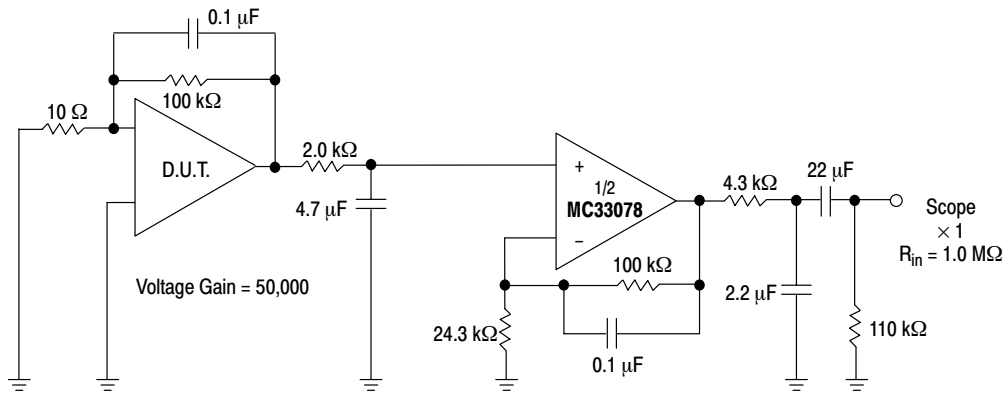 0.1 μF
100 kΩ
10 Ω
D.U.T.
2.0 kΩ
4.7 μF
Voltage Gain = 50,000
+
1/2
MC33078
−
100 kΩ
24.3 kΩ
0.1 μF
4.3 kΩ
22 μF
2.2 μF
110 kΩ
Scope
× 1
Rin = 1.0 MΩ